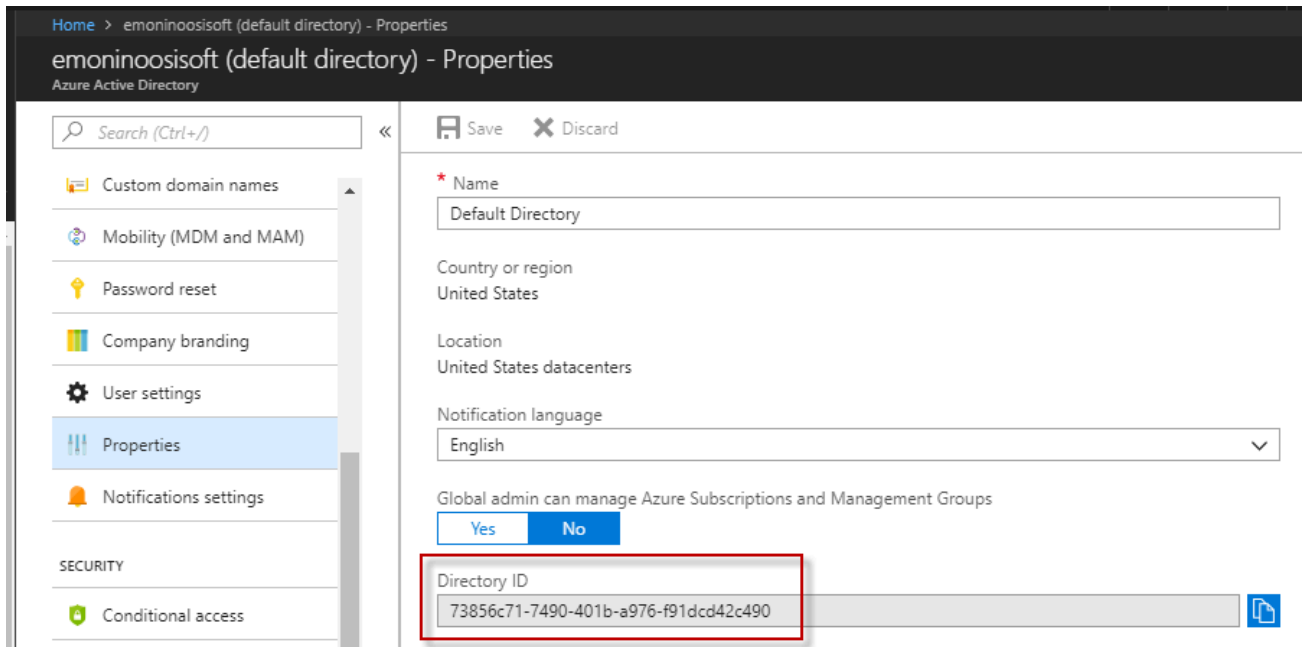 Home > emoninoosisoft (default directory) - Properties
emoninoosisoft (default directory) - Properties
Azure Active Directory
Search (Ctrl+/)
«
Custom domain names
Mobility (MDM and MAM)
Password reset
Company branding
User settings
Properties
Notifications settings
SECURITY
Conditional access
Save Discard
* Name
Default Directory
Country or region
United States
Location
United States datacenters
Notification language
English
Global admin can manage Azure Subscriptions and Management Groups
Yes No
Directory ID
73856c71-7490-401b-a976-f91dcd42c490